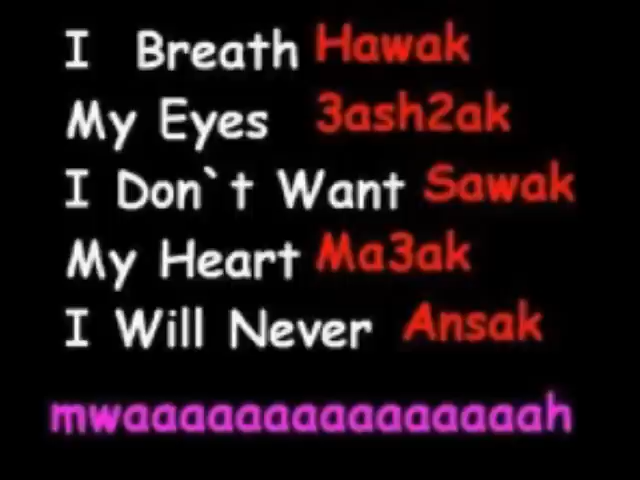 I Breath Hawak
My Eyes 3ash2ak
I Don`t Want Sawak
My Heart Ma3ak
I Will Never Ansak
mwaaaaaaaaaaaaaaaah